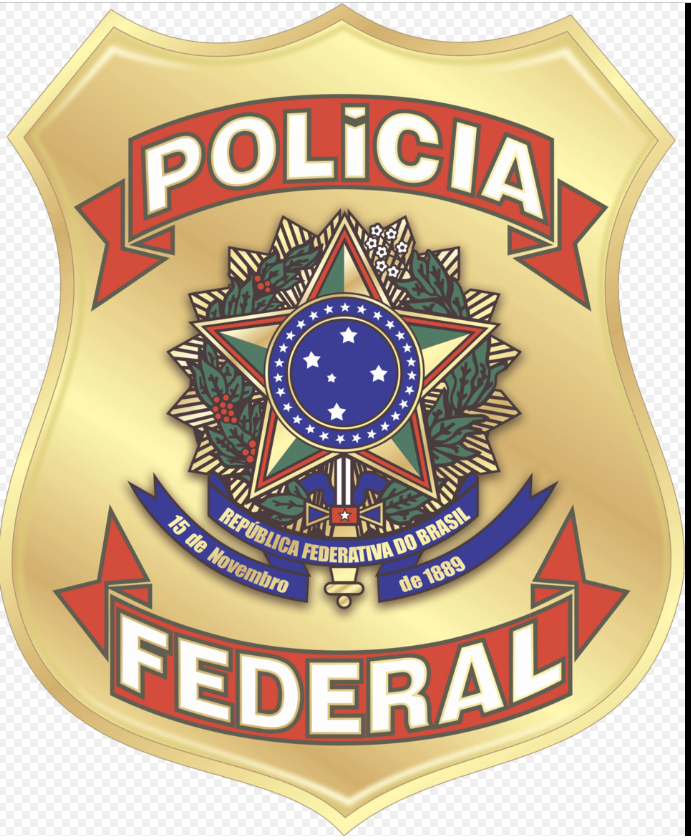 POLÍCIA
REPÚBLICA FEDERATIVA DO BRASIL
15 de Novembro
de 1889
FEDERAL